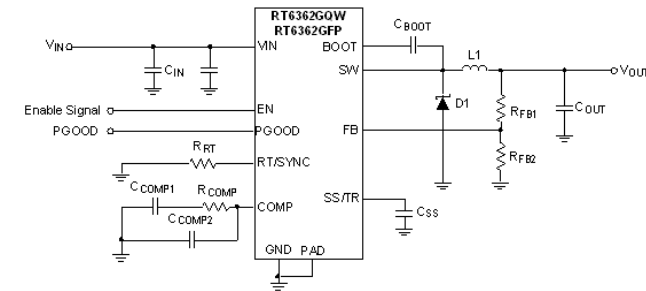 RT6362GQW
RT6362GFP
VIN
CIN
VIN
BOOT
CBOOT
SW
L1
VOUT
Enable Signal
EN
D1
RFB1
COUT
PGOOD
PGOOD
FB
RRT
RT/SYNC
RFB2
CCOMP1
RCOMP
COMP
SS/TR
CSS
CCOMP2
GND
PAD